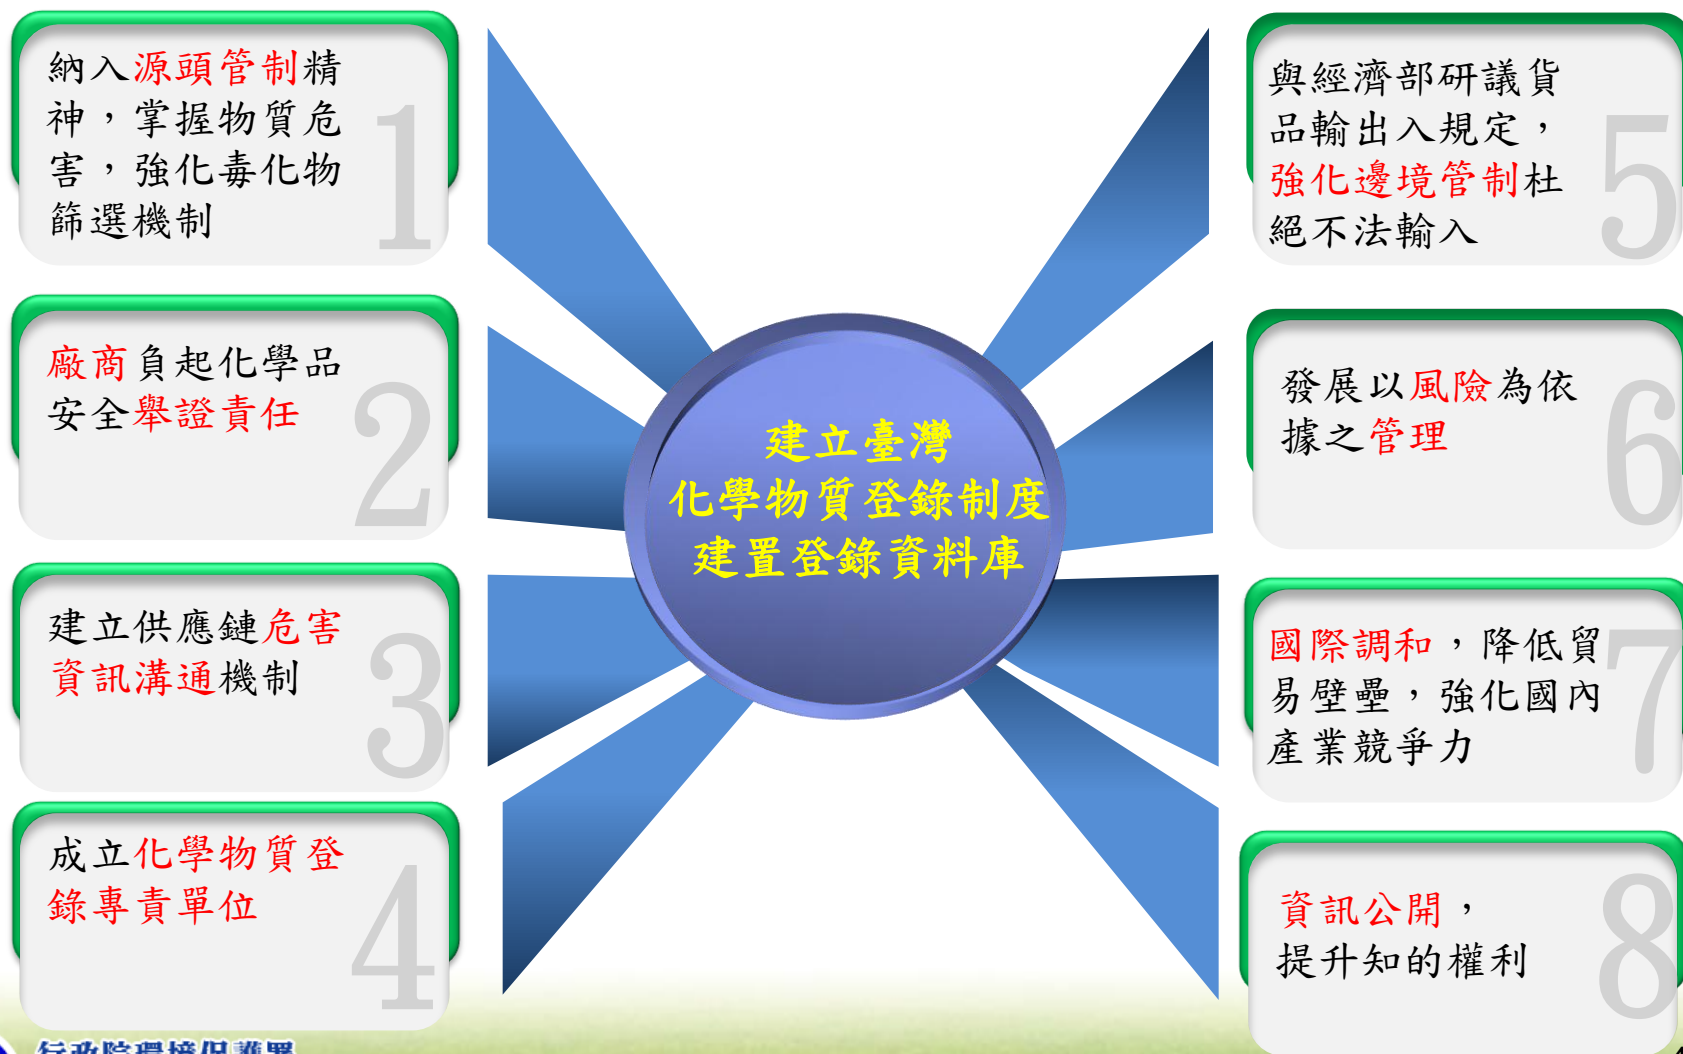 納入源頭管制精
神，掌握物質危
害，強化毒化物
篩選機制
1
廠商負起化學品
安全舉證責任
2
建立供應鏈危害
資訊溝通機制
3
成立化學物質登
錄專責單位
4
建立臺灣
化學物質登錄制度
建置登錄資料庫
與經濟部研議貨
品輸出入規定，
強化邊境管制杜
絕不法輸入
5
發展以風險為依
據之管理
6
國際調和，降低貿
易壁壘，強化國內
產業競爭力
7
資訊公開，
提升知的權利
8
行政院環境保護署